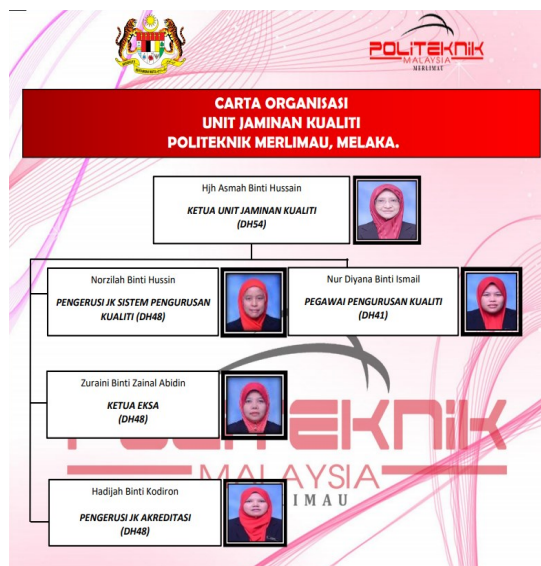 POLITEKNIK
MALAYSIA
MERLIMAU
CARTA ORGANISASI
UNIT JAMINAN KUALITI
POLITEKNIK MERLIMAU, MELAKA.
Hjh Asmah Binti Hussain
KETUA UNIT JAMINAN KUALITI
(DH54)
Norzilah Binti Hussin
PENGERUSI JK SISTEM PENGURUSAN
KUALITI (DH48)
Nur Diyana Binti Ismail
PEGAWAI PENGURUSAN KUALITI
(DH41)
Zuraini Binti Zainal Abidin
KETUA EKSA
(DH48)
Hadijah Binti Kodiron
PENGERUSI JK AKREDITASI
(DH48)